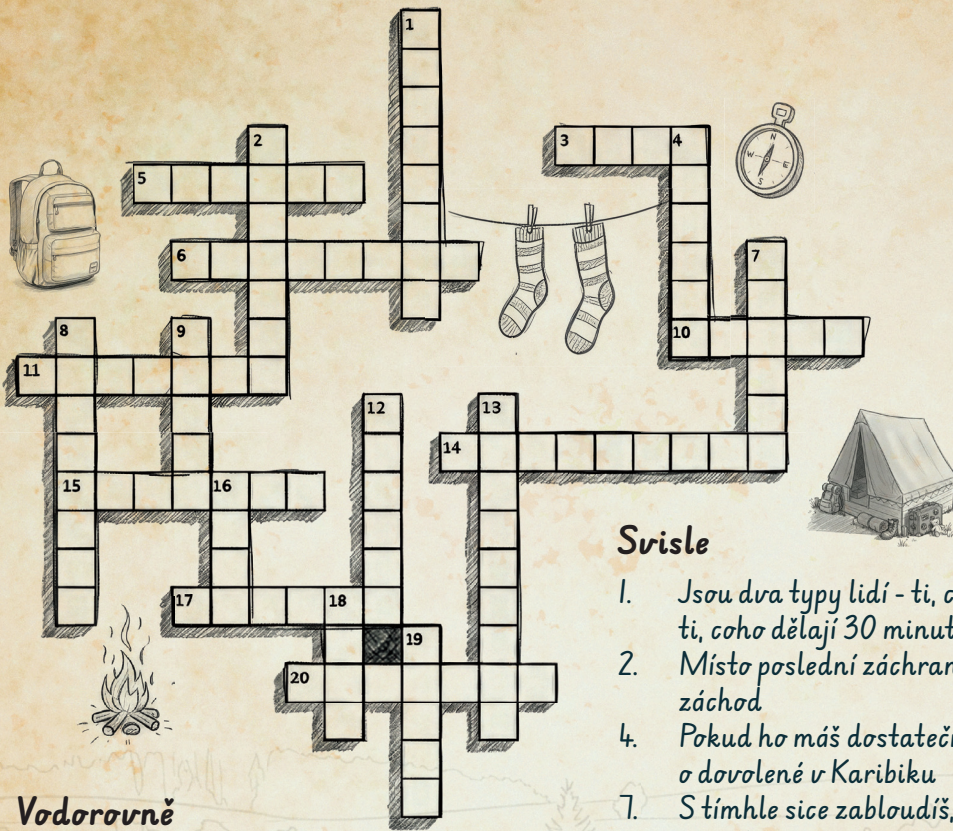 1
2
3
4
5
6
7
8
9
10
11
12
13
14
15
16
17
18
19
20
N
E
S
W
Svisle
1. Jsou dva typy lidí - ti, c
ti, coho dělají 30 minut
2. Místo poslední záchran
záchod
4. Pokud ho máš dostatečn
o dovolené v Karibiku
7. S tímhle sice zabloudíš,
Vodorovně